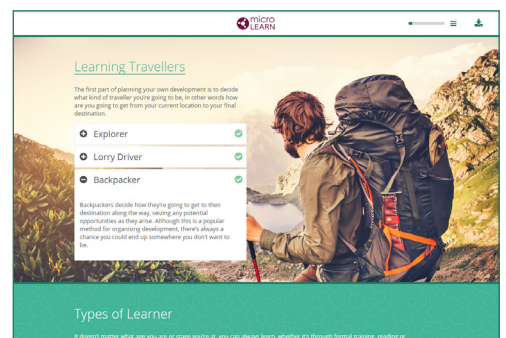 micro
LEARN
Learning Travellers
The first part of planning your own development is to decide
what kind of traveller you're going to be, in other words how
are you going to get from your current location to your final
destination.
Explorer
Lorry Driver
Backpacker
Backpackers decide how they're going to get to their
destination along the way, seizing any potential
opportunities as they arise. Although this is a popular
method for organising development, there's always a
chance you could end up somewhere you don't want to
be.
Types of Learner
It doesn't matter what are you are or stage you're at, you can always learn, whether it's through formal training, reading or